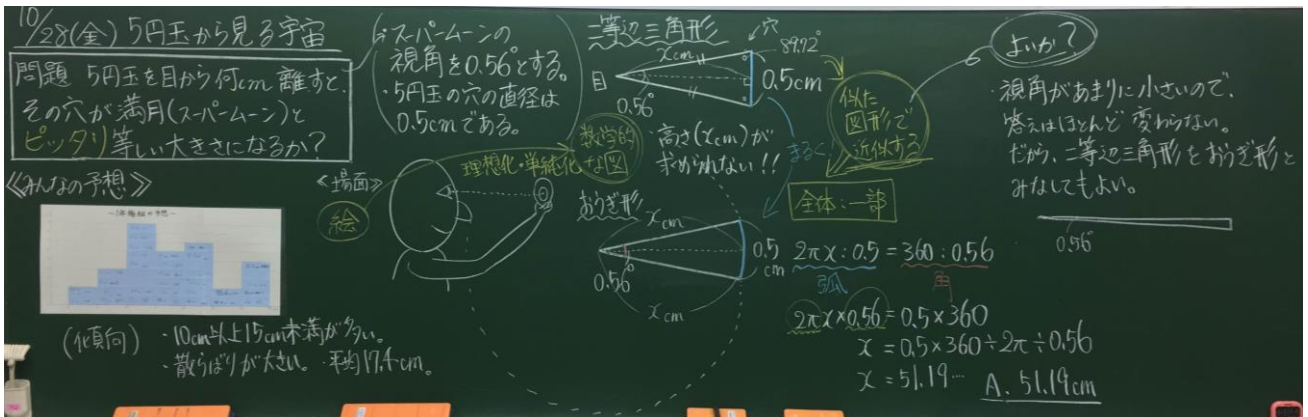 10/28(金) 5円玉から見る宇宙
問題 5円玉を目から何cm離すと、
その穴が満月(スーパームーン)と
ピッタリ等しい大きさになるか?
・スーパームーンの
視角を0.56°とする。
・5円玉の穴の直径は
0.5cmである。
≪みんなの予想≫
(傾向)
・10cm以上15cm未満が多い。
・散らばりが大きい。・平均17.4cm。
≪場面≫
絵
理想化・単純化
数学的な図
二等辺三角形
穴
xcm
89.72°
目
0.56°
0.5cm
・高さ(xcm)が
求められない!!
まるく
似た
図形で
近似する
おうぎ形
xcm
0.56°
0.5
cm
xcm
全体:一部
2πx:0.5=360:0.56
弧
角
2πx×0.56=0.5×360
x=0.5×360÷2π÷0.56
x=51.19…
A. 51.19cm
よいか?
・視角があまりに小さいので、
答えはほとんど変わらない。
だから、二等辺三角形をおうぎ形と
みなしてもよい。
0.56°